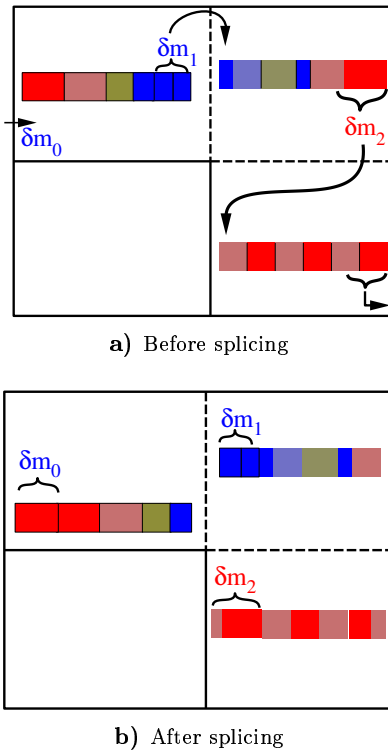 δm₁
δm₀
δm₂
a) Before splicing
δm₁
δm₀
δm₂
b) After splicing